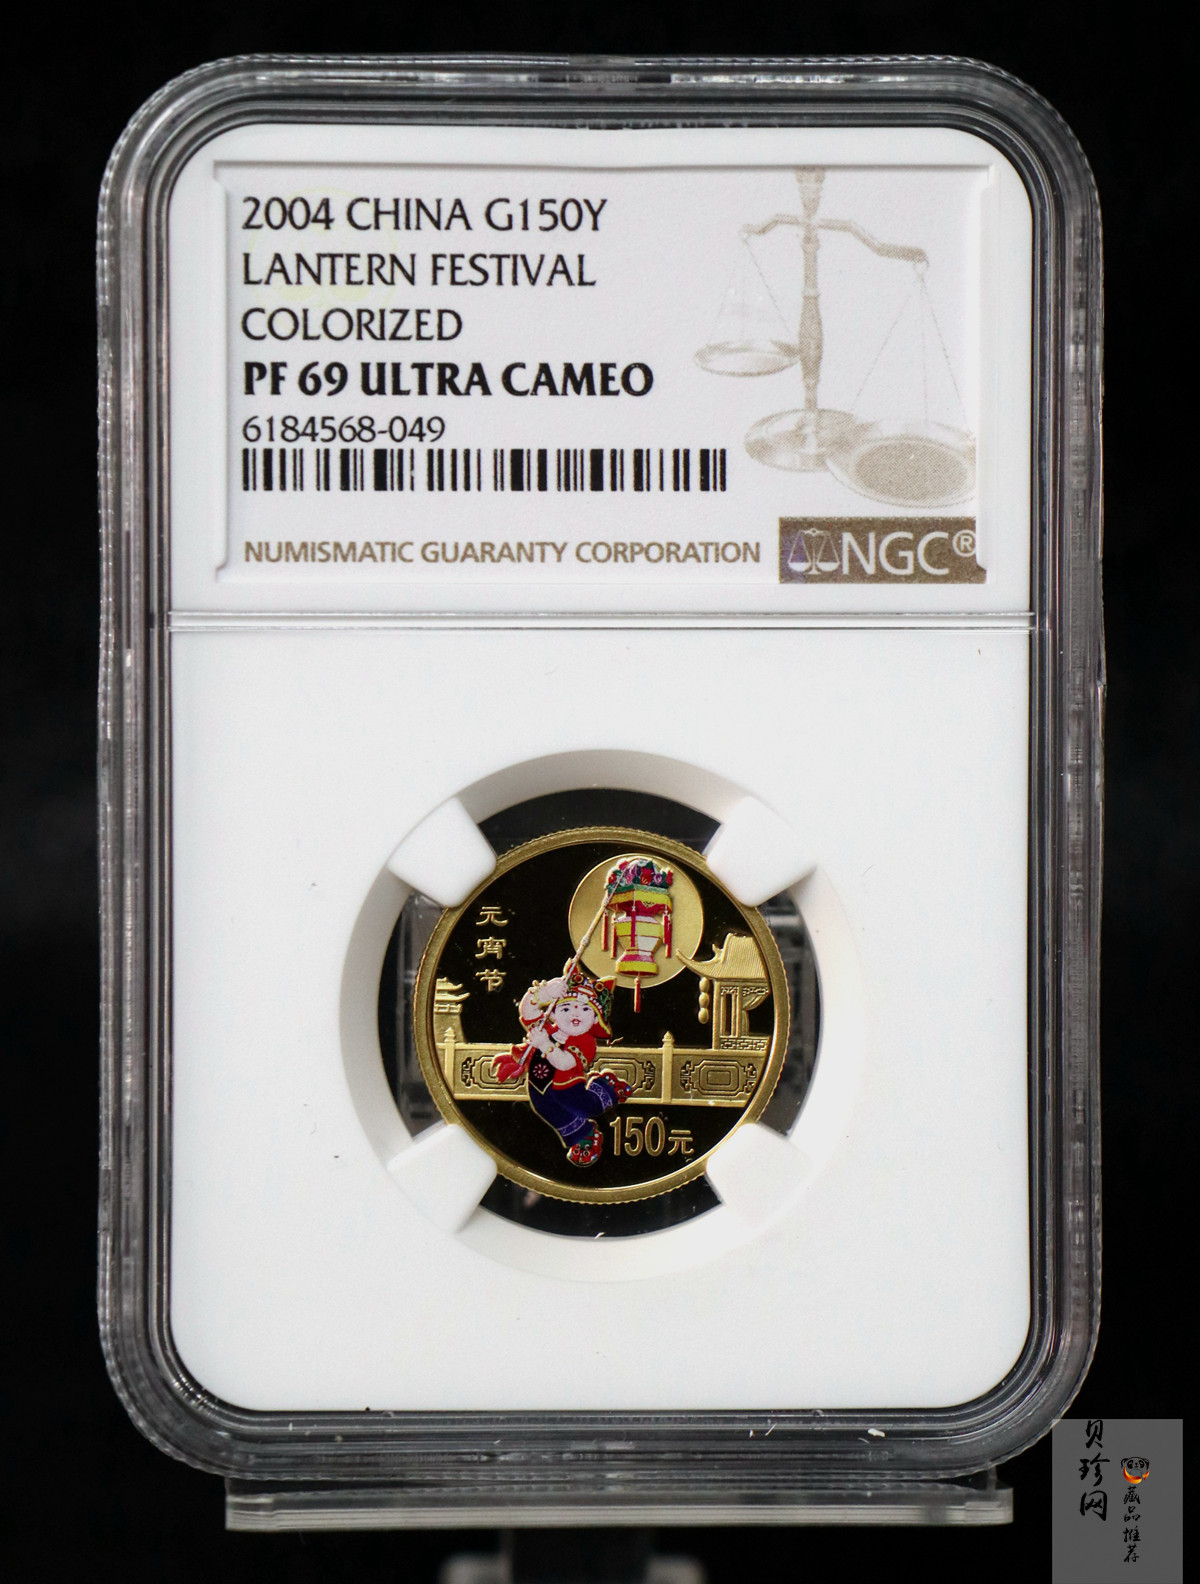 2004 CHINA G150Y
LANTERN FESTIVAL
COLORIZED
PF 69 ULTRA CAMEO
6184568-049
NUMISMATIC GUARANTY CORPORATION
NGC®
元宵节
150元
贝珍网
藏品推荐